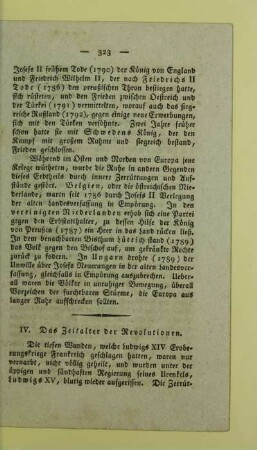 — 323 —
Josefs II frühzem Tode (1790) der König von England
und Friedrich Wilhelm II, der nach Friedrichs II
Tode (1786) den preußischen Thron bestiegen hatte,
sich rüsteten, und den Frieden zwischen Oestreich und
der Türkei (1791) vermittelten, worauf auch das sieg-
reiche Rußland (1792), gegen einige neue Erwerbungen,
sich mit den Türken versöhnte. Zwei Jahre früher
schon hatte sie mit Schwedens König, der den
Kampf mit großem Ruhme und siegreich bestand,
Frieden geschlossen.
Während im Osten und Norden von Europa jene
Kriege wütheten, wurde die Ruhe in andern Gegenden
dieses Erdtheils durch innere Zerrüttungen und Auf-
stände gestört. Belgien, oder die östreichischen Nie-
derlande, waren seit 1786 durch Josefs II Verlegung
der alten Landesverfassung in Empörung. In den
vereinigten Niederlanden erhob sich eine Partei
gegen den Erbstatthalter, zu dessen Hilfe der König
von Preußen (1787) ein Heer in das Land rücken ließ.
In dem benachbarten Bisthum Lüttich stand (1789)
das Volk gegen den Bischof auf, um gekränkte Rechte
zurück zu fodern. In Ungarn drohte (1789)
der Unwille über Josefs Neuerungen in der alten Landesver-
fassung, gleichfalls in Empörung auszubrechen. Ueber-
all waren die Völker in unruhiger Bewegung, überall
Vorzeichen der furchtbaren Stürme, die Europa aus
langer Ruhe aufschrecken sollten.
IV. Das Zeitalter der Revolutionen.
Die tiefen Wunden, welche Ludwigs XIV Erobe-
rungskriege Frankreich geschlagen hatten, waren nur
vernarbt, nicht völlig geheilt, und wurden unter der
üppigen und sündhaften Regierung seines Urenkels,
Ludwigs XV, blutig wieder aufgerissen. Die Zerrüt-